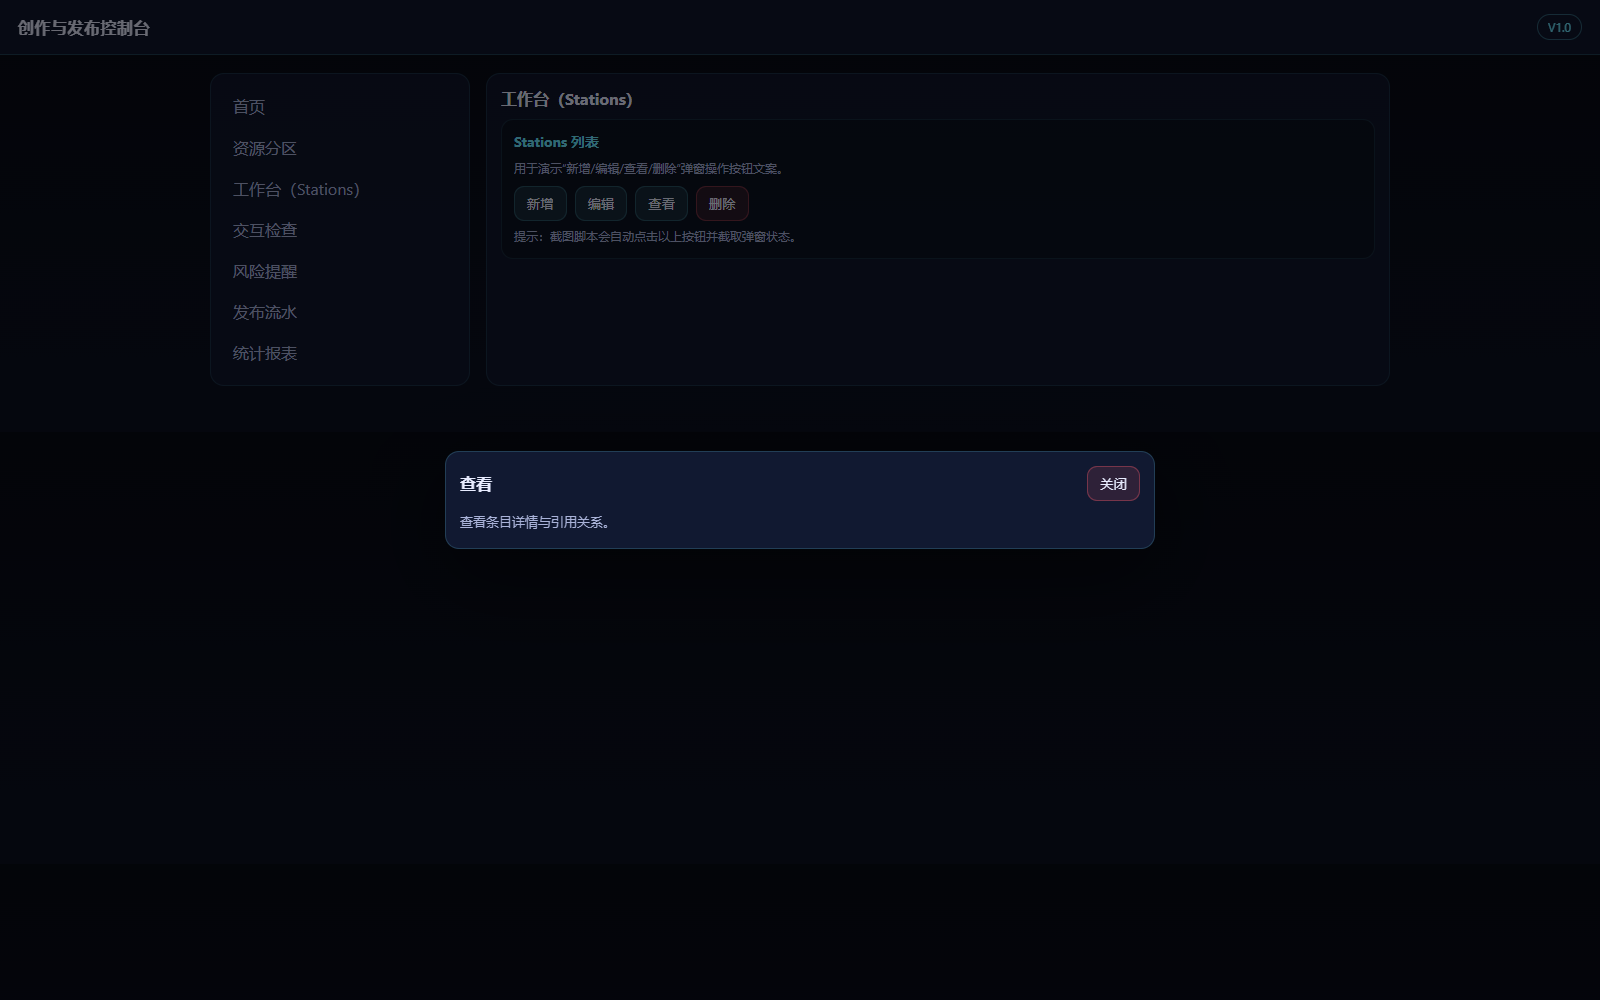 创作与发布控制台
V1.0
首页
资源分区
工作台（Stations）
交互检查
风险提醒
发布流水
统计报表
工作台（Stations）
Stations 列表
用于演示“新增/编辑/查看/删除”弹窗操作按钮文案。
新增 编辑 查看 删除
提示：截图脚本会自动点击以上按钮并截取弹窗状态。
查看
关闭
查看条目详情与引用关系。